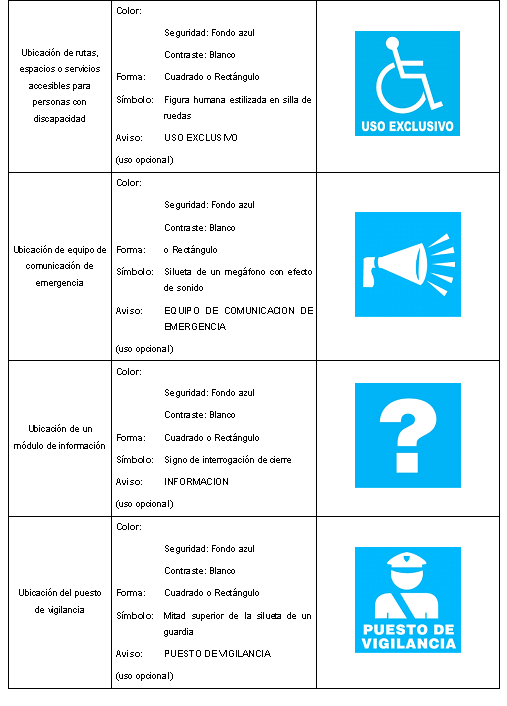 Ubicación de rutas,
espacios o servicios
accesibles para
personas con
discapacidad
Color:
Seguridad: Fondo azul
Contraste: Blanco
Forma: Cuadrado o Rectángulo
Símbolo: Figura humana estilizada en silla de
ruedas
Aviso: USO EXCLUSIVO
(uso opcional)
USO EXCLUSIVO
Ubicación de equipo de
comunicación de
emergencia
Color:
Seguridad: Fondo azul
Contraste: Blanco
Forma: o Rectángulo
Símbolo: Silueta de un megáfono con efecto
de sonido
Aviso: EQUIPO DE COMUNICACION DE
EMERGENCIA
(uso opcional)
Ubicación de un
módulo de información
Color:
Seguridad: Fondo azul
Contraste: Blanco
Forma: Cuadrado o Rectángulo
Símbolo: Signo de interrogación de cierre
Aviso: INFORMACION
(uso opcional)
?
Ubicación del puesto
de vigilancia
Color:
Seguridad: Fondo azul
Contraste: Blanco
Forma: Cuadrado o Rectángulo
Símbolo: Mitad superior de la silueta de un
guardia
Aviso: PUESTO DE VIGILANCIA
(uso opcional)
PUESTO DE
VIGILANCIA